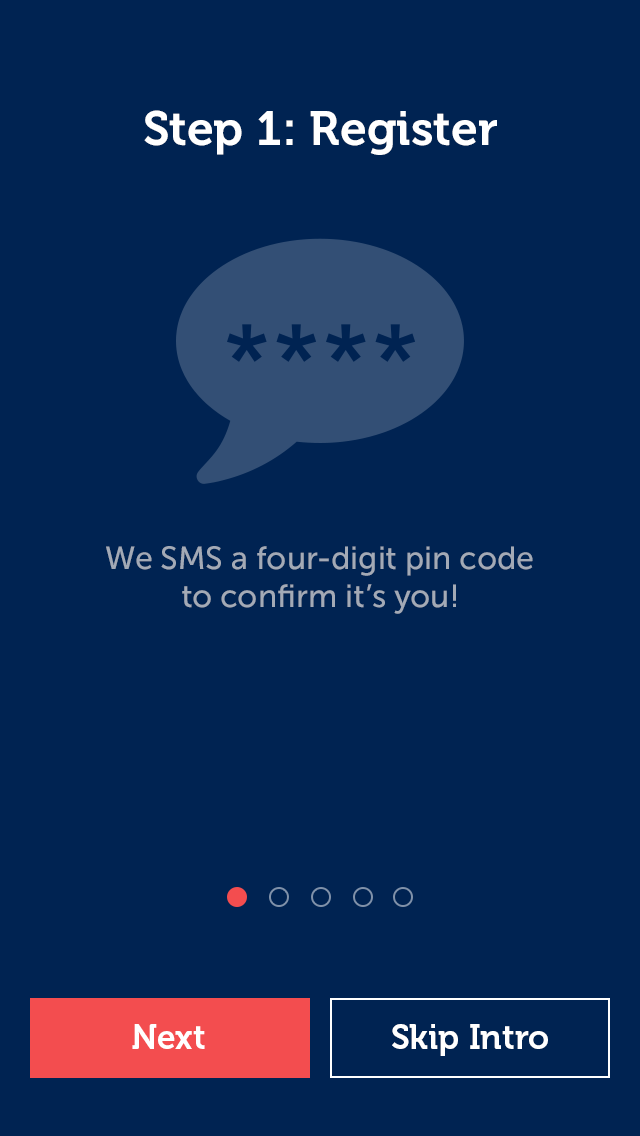 Step 1: Register
****
We SMS a four-digit pin code
to confirm it’s you!
Next
Skip Intro